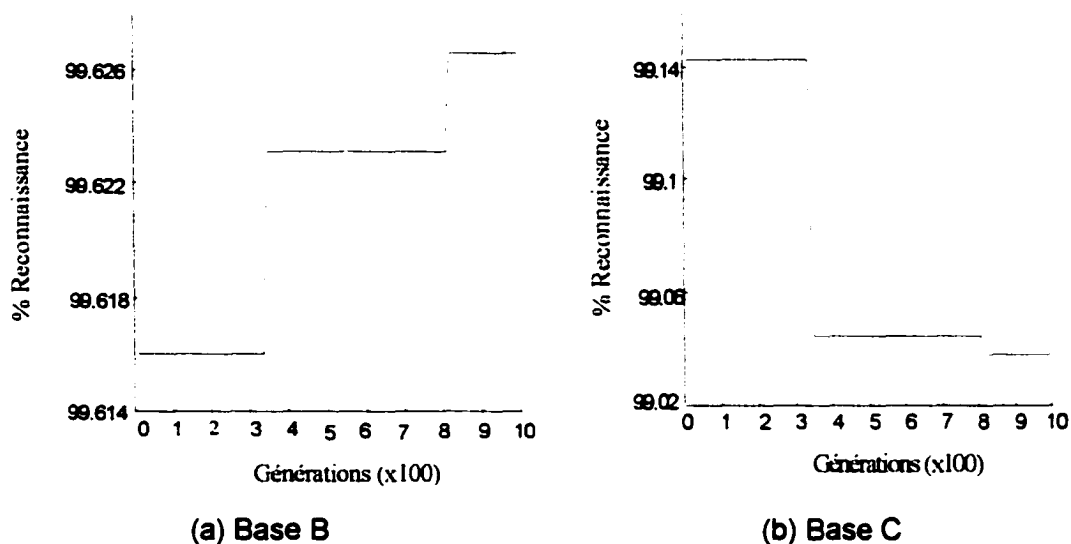 % Reconnaissance
99.626
99.622
99.618
99.614
0 1 2 3 4 5 6 7 8 9 10
Générations (x100)
(a) Base B
% Reconnaissance
99.14
99.1
99.06
99.02
0 1 2 3 4 5 6 7 8 9 10
Générations (x100)
(b) Base C